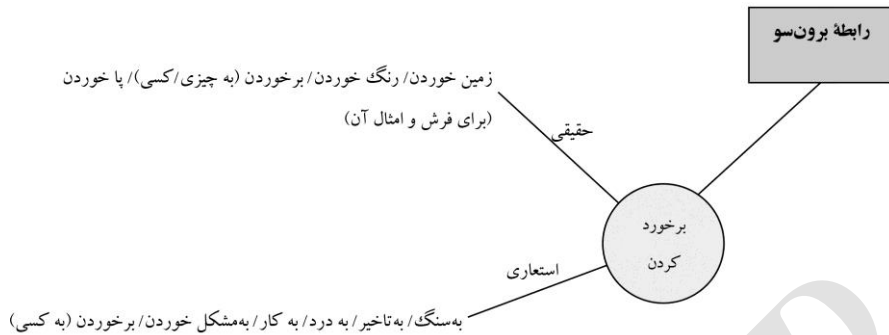 رابطهٔ برون‌سو
زمین خوردن/ رنگ خوردن/ برخوردن (به چیزی/کسی)/ پا خوردن
(برای فرش و امثال آن)
حقیقی
برخورد
کردن
استعاری
به‌سنگ/ به‌تاخیر/ به درد/ به کار/ به‌مشکل خوردن/ برخوردن (به کسی)